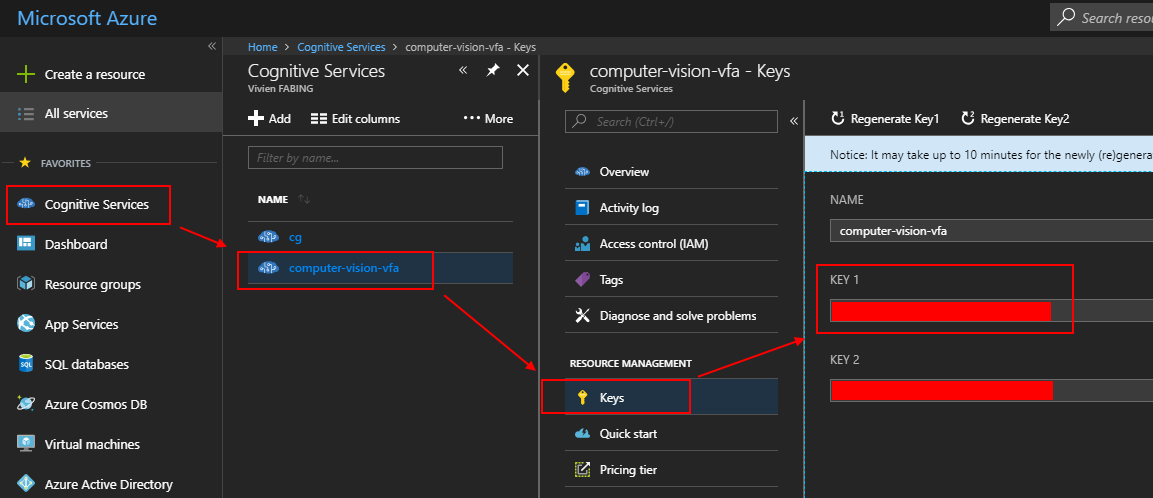 Microsoft Azure
Search resou
Create a resource
All services
FAVORITES
Cognitive Services
Dashboard
Resource groups
App Services
SQL databases
Azure Cosmos DB
Virtual machines
Azure Active Directory
Home > Cognitive Services > computer-vision-vfa - Keys
Cognitive Services
Vivien FABING
Add
Edit columns
More
Filter by name...
NAME
cg
computer-vision-vfa
computer-vision-vfa - Keys
Cognitive Services
Search (Ctrl+/)
Overview
Activity log
Access control (IAM)
Tags
Diagnose and solve problems
RESOURCE MANAGEMENT
Keys
Quick start
Pricing tier
Regenerate Key1
Regenerate Key2
Notice: It may take up to 10 minutes for the newly (re)genera
NAME
computer-vision-vfa
KEY 1
KEY 2